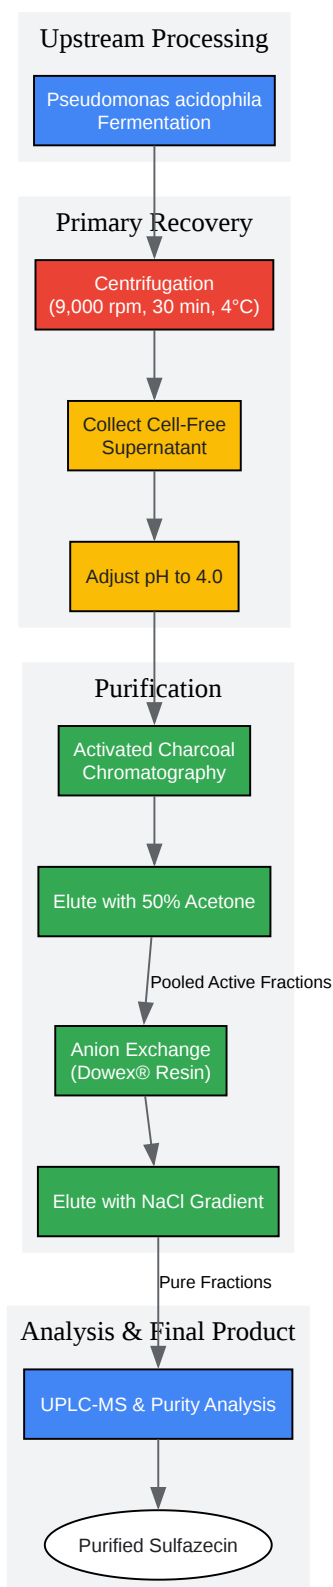 Upstream Processing
Pseudomonas acidophila
Fermentation
Primary Recovery
Centrifugation
(9,000 rpm, 30 min, 4°C)
Collect Cell-Free
Supernatant
Adjust pH to 4.0
Purification
Activated Charcoal
Chromatography
Elute with 50% Acetone
Pooled Active Fractions
Anion Exchange
(Dowex® Resin)
Elute with NaCl Gradient
Pure Fractions
Analysis & Final Product
UPLC-MS & Purity Analysis
Purified Sulfazecin